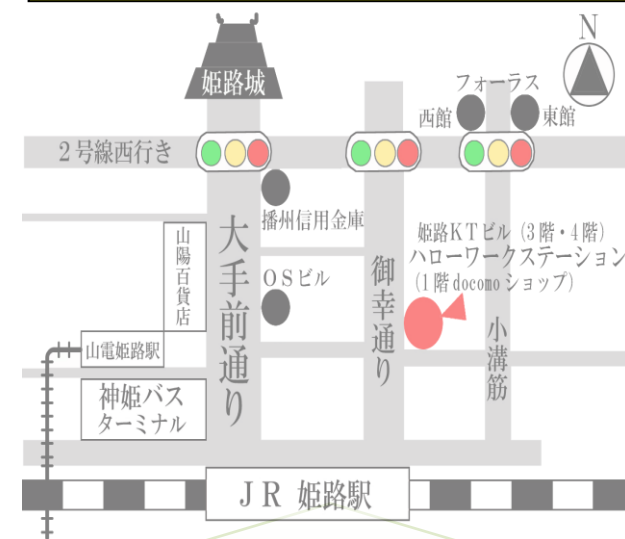 N
姫路城
フォーラス
西館
東館
2号線西行き
播州信用金庫
山陽百貨店
大手前通り
OSビル
御幸通り
姫路KTビル (3階・4階)
ハローワークステーション
(1階docomoショップ)
小溝筋
山電姫路駅
神姫バス
ターミナル
JR 姫路駅